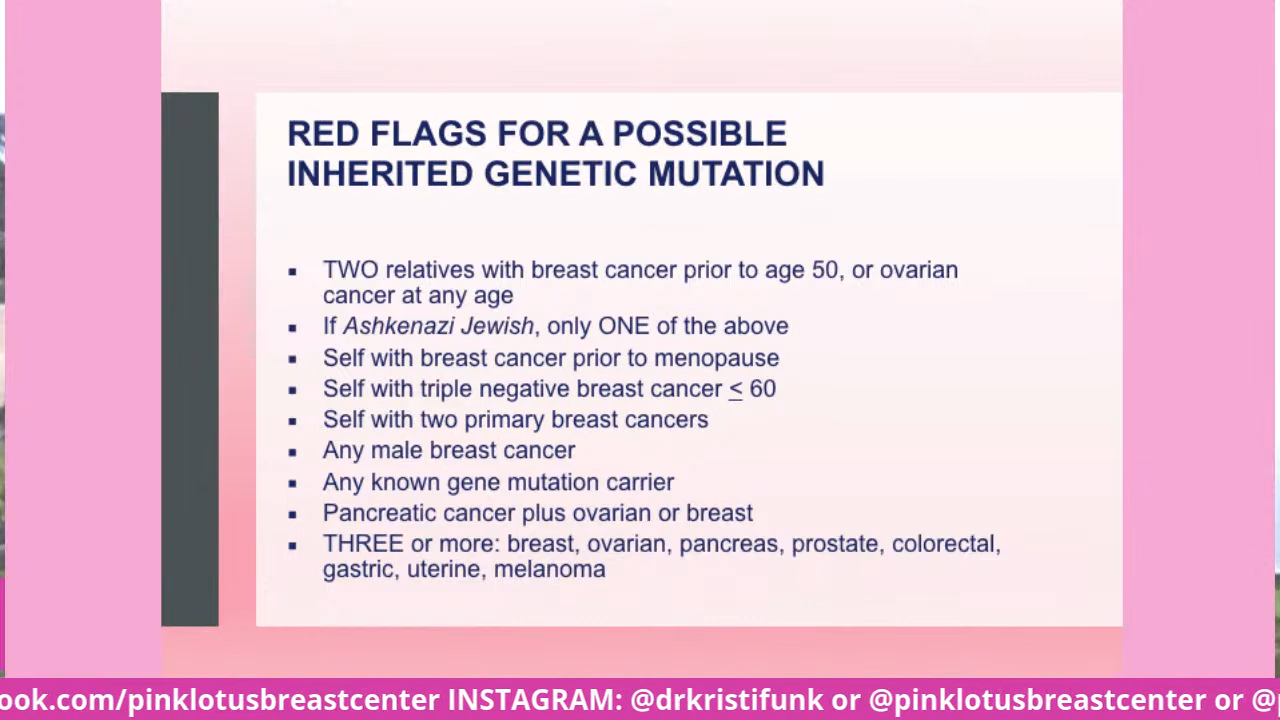 RED FLAGS FOR A POSSIBLE
INHERITED GENETIC MUTATION
▪ TWO relatives with breast cancer prior to age 50, or ovarian
cancer at any age
▪ If Ashkenazi Jewish, only ONE of the above
▪ Self with breast cancer prior to menopause
▪ Self with triple negative breast cancer ≤ 60
▪ Self with two primary breast cancers
▪ Any male breast cancer
▪ Any known gene mutation carrier
▪ Pancreatic cancer plus ovarian or breast
▪ THREE or more: breast, ovarian, pancreas, prostate, colorectal,
gastric, uterine, melanoma
ook.com/pinklotusbreastcenter INSTAGRAM: @drkristifunk or @pinklotusbreastcenter or